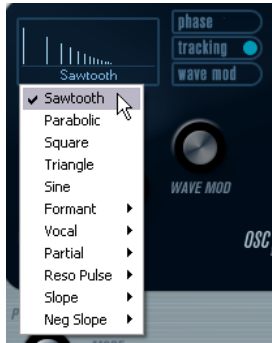 phase
tracking
wave mod
Sawtooth
Sawtooth
Parabolic
Square
Triangle
Sine
Formant
Vocal
Partial
Reso Pulse
Slope
Neg Slope
WAVE MOD
OSC